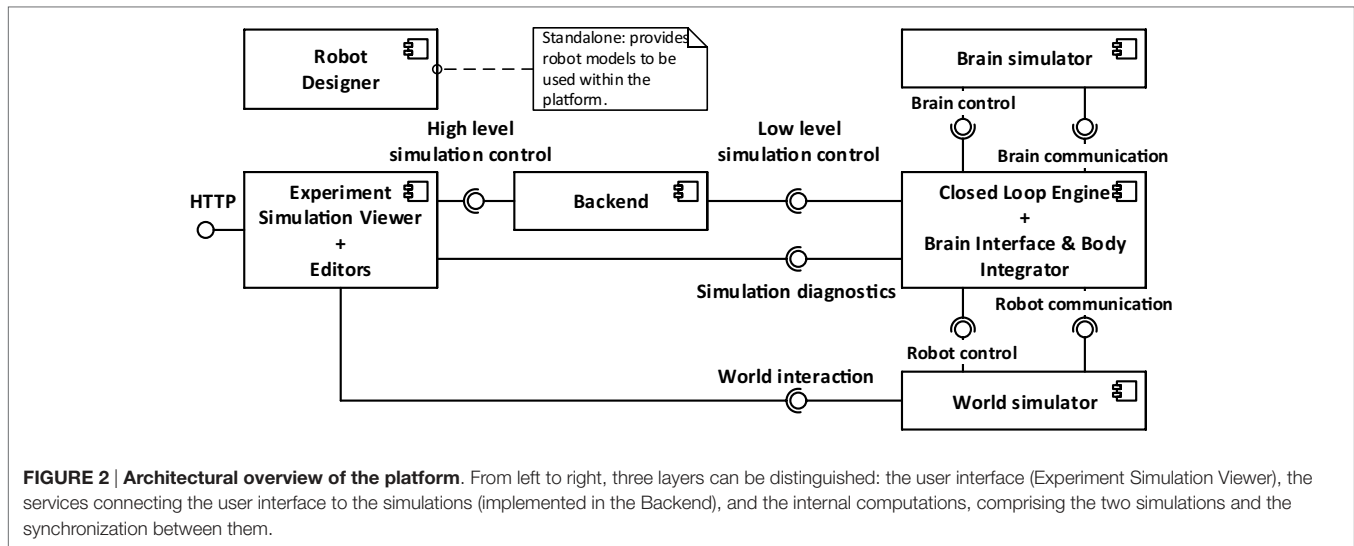 Robot
Designer
Standalone: provides
robot models to be
used within the
platform.
Brain simulator
Brain control
Brain communication
High level
simulation control
Low level
simulation control
HTTP
Experiment
Simulation Viewer
+
Editors
Backend
Closed Loop Engine
+
Brain Interface & Body
Integrator
Simulation diagnostics
Robot communication
Robot control
World interaction
World simulator
FIGURE 2 | Architectural overview of the platform. From left to right, three layers can be distinguished: the user interface (Experiment Simulation Viewer), the
services connecting the user interface to the simulations (implemented in the Backend), and the internal computations, comprising the two simulations and the
synchronization between them.